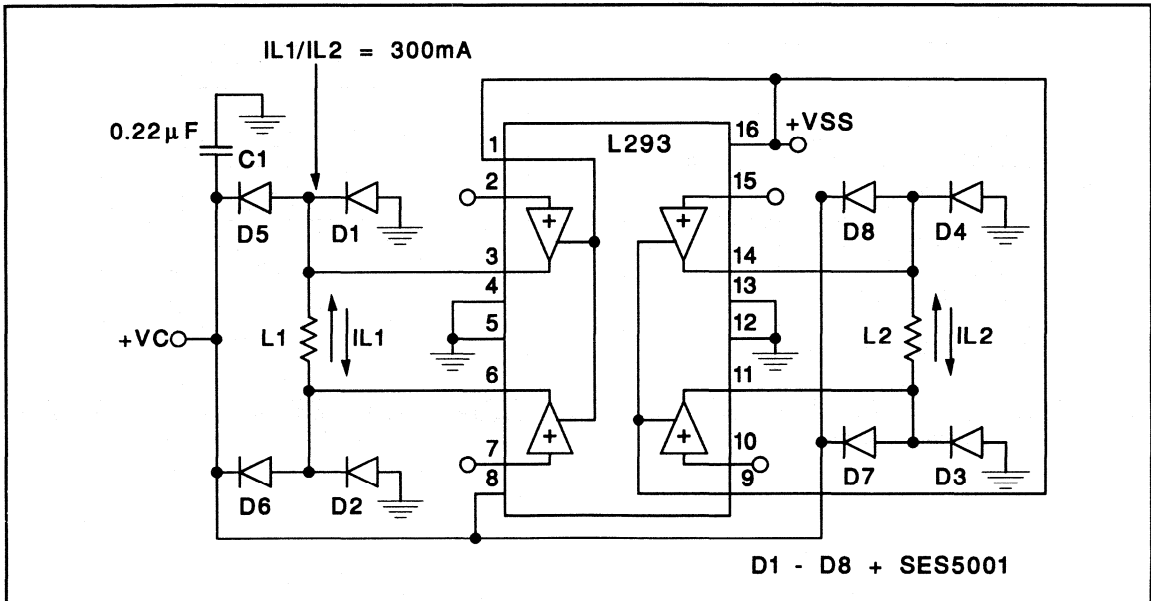 IL1/IL2 = 300mA
0.22µF
C1
L293
+VSS
1
2
3
4
5
6
7
8
16
15
14
13
12
11
10
9
D5
D1
D8
D4
+VC
L1
IL1
L2
IL2
D6
D2
D7
D3
+
+
+
+
D1 - D8 + SES5001